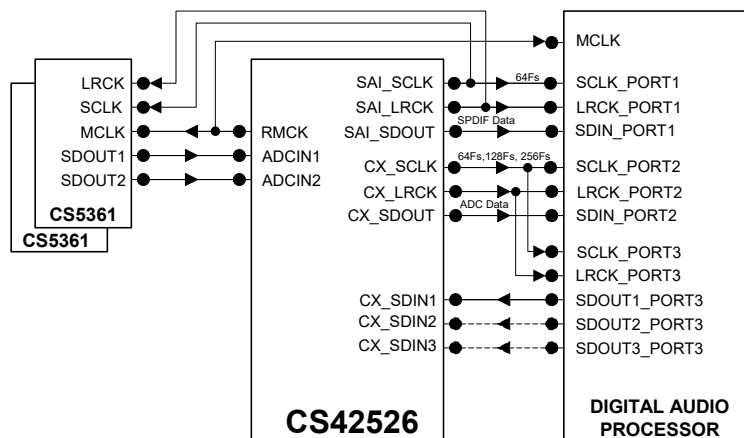 LRCK
SCLK
MCLK
SDOUT1
SDOUT2
CS5361
CS5361
RMCK
ADCIN1
ADCIN2
SAI_SCLK
SAI_LRCK
SAI_SDOUT
CX_SCLK
CX_LRCK
CX_SDOUT
CX_SDIN1
CX_SDIN2
CX_SDIN3
CS42526
64Fs
SPDIF Data
64Fs,128Fs, 256Fs
ADC Data
MCLK
SCLK_PORT1
LRCK_PORT1
SDIN_PORT1
SCLK_PORT2
LRCK_PORT2
SDIN_PORT2
SCLK_PORT3
LRCK_PORT3
SDOUT1_PORT3
SDOUT2_PORT3
SDOUT3_PORT3
DIGITAL AUDIO
PROCESSOR